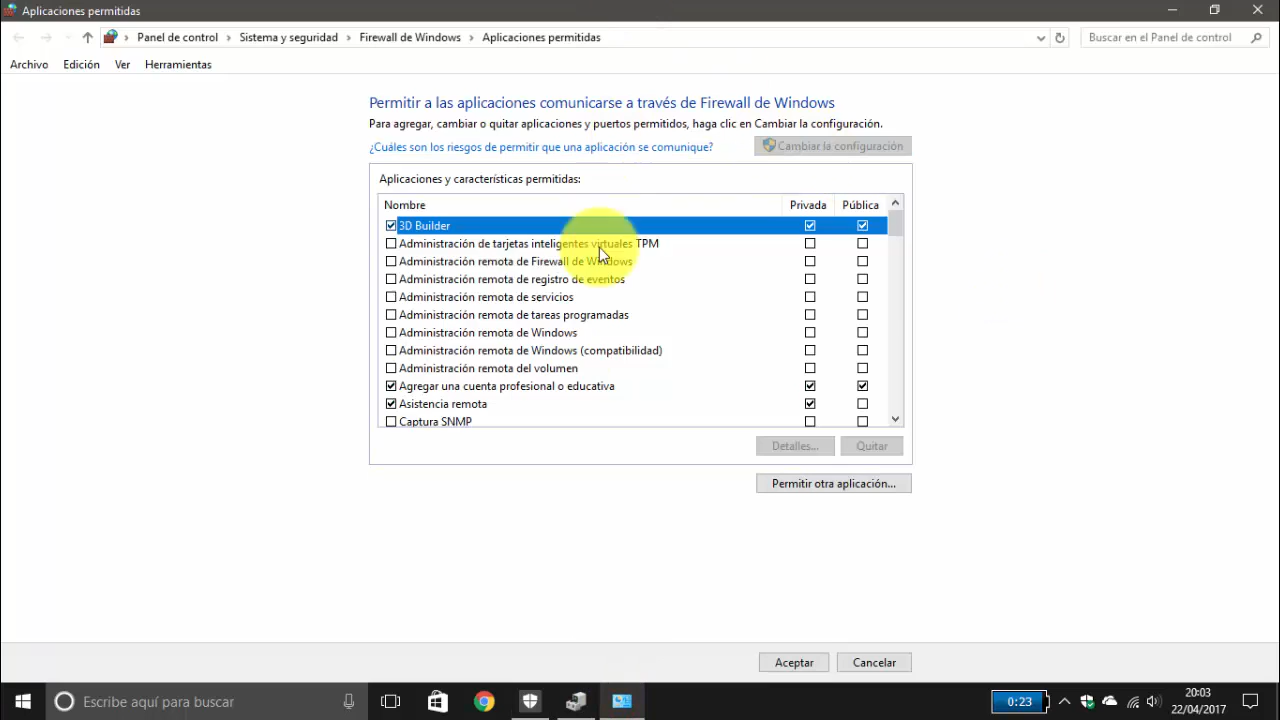 Aplicaciones permitidas
Panel de control › Sistema y seguridad › Firewall de Windows › Aplicaciones permitidas
Buscar en el Panel de control
Archivo Edición Ver Herramientas
Permitir a las aplicaciones comunicarse a través de Firewall de Windows
Para agregar, cambiar o quitar aplicaciones y puertos permitidos, haga clic en Cambiar la configuración.
¿Cuáles son los riesgos de permitir que una aplicación se comunique?
Cambiar la configuración
Aplicaciones y características permitidas:
Nombre Privada Pública
3D Builder
Administración de tarjetas inteligentes virtuales TPM
Administración remota de Firewall de Windows
Administración remota de registro de eventos
Administración remota de servicios
Administración remota de tareas programadas
Administración remota de Windows
Administración remota de Windows (compatibilidad)
Administración remota del volumen
Agregar una cuenta profesional o educativa
Asistencia remota
Captura SNMP
Detalles... Quitar
Permitir otra aplicación...
Aceptar Cancelar
Escribe aquí para buscar
0:23
20:03
22/04/2017